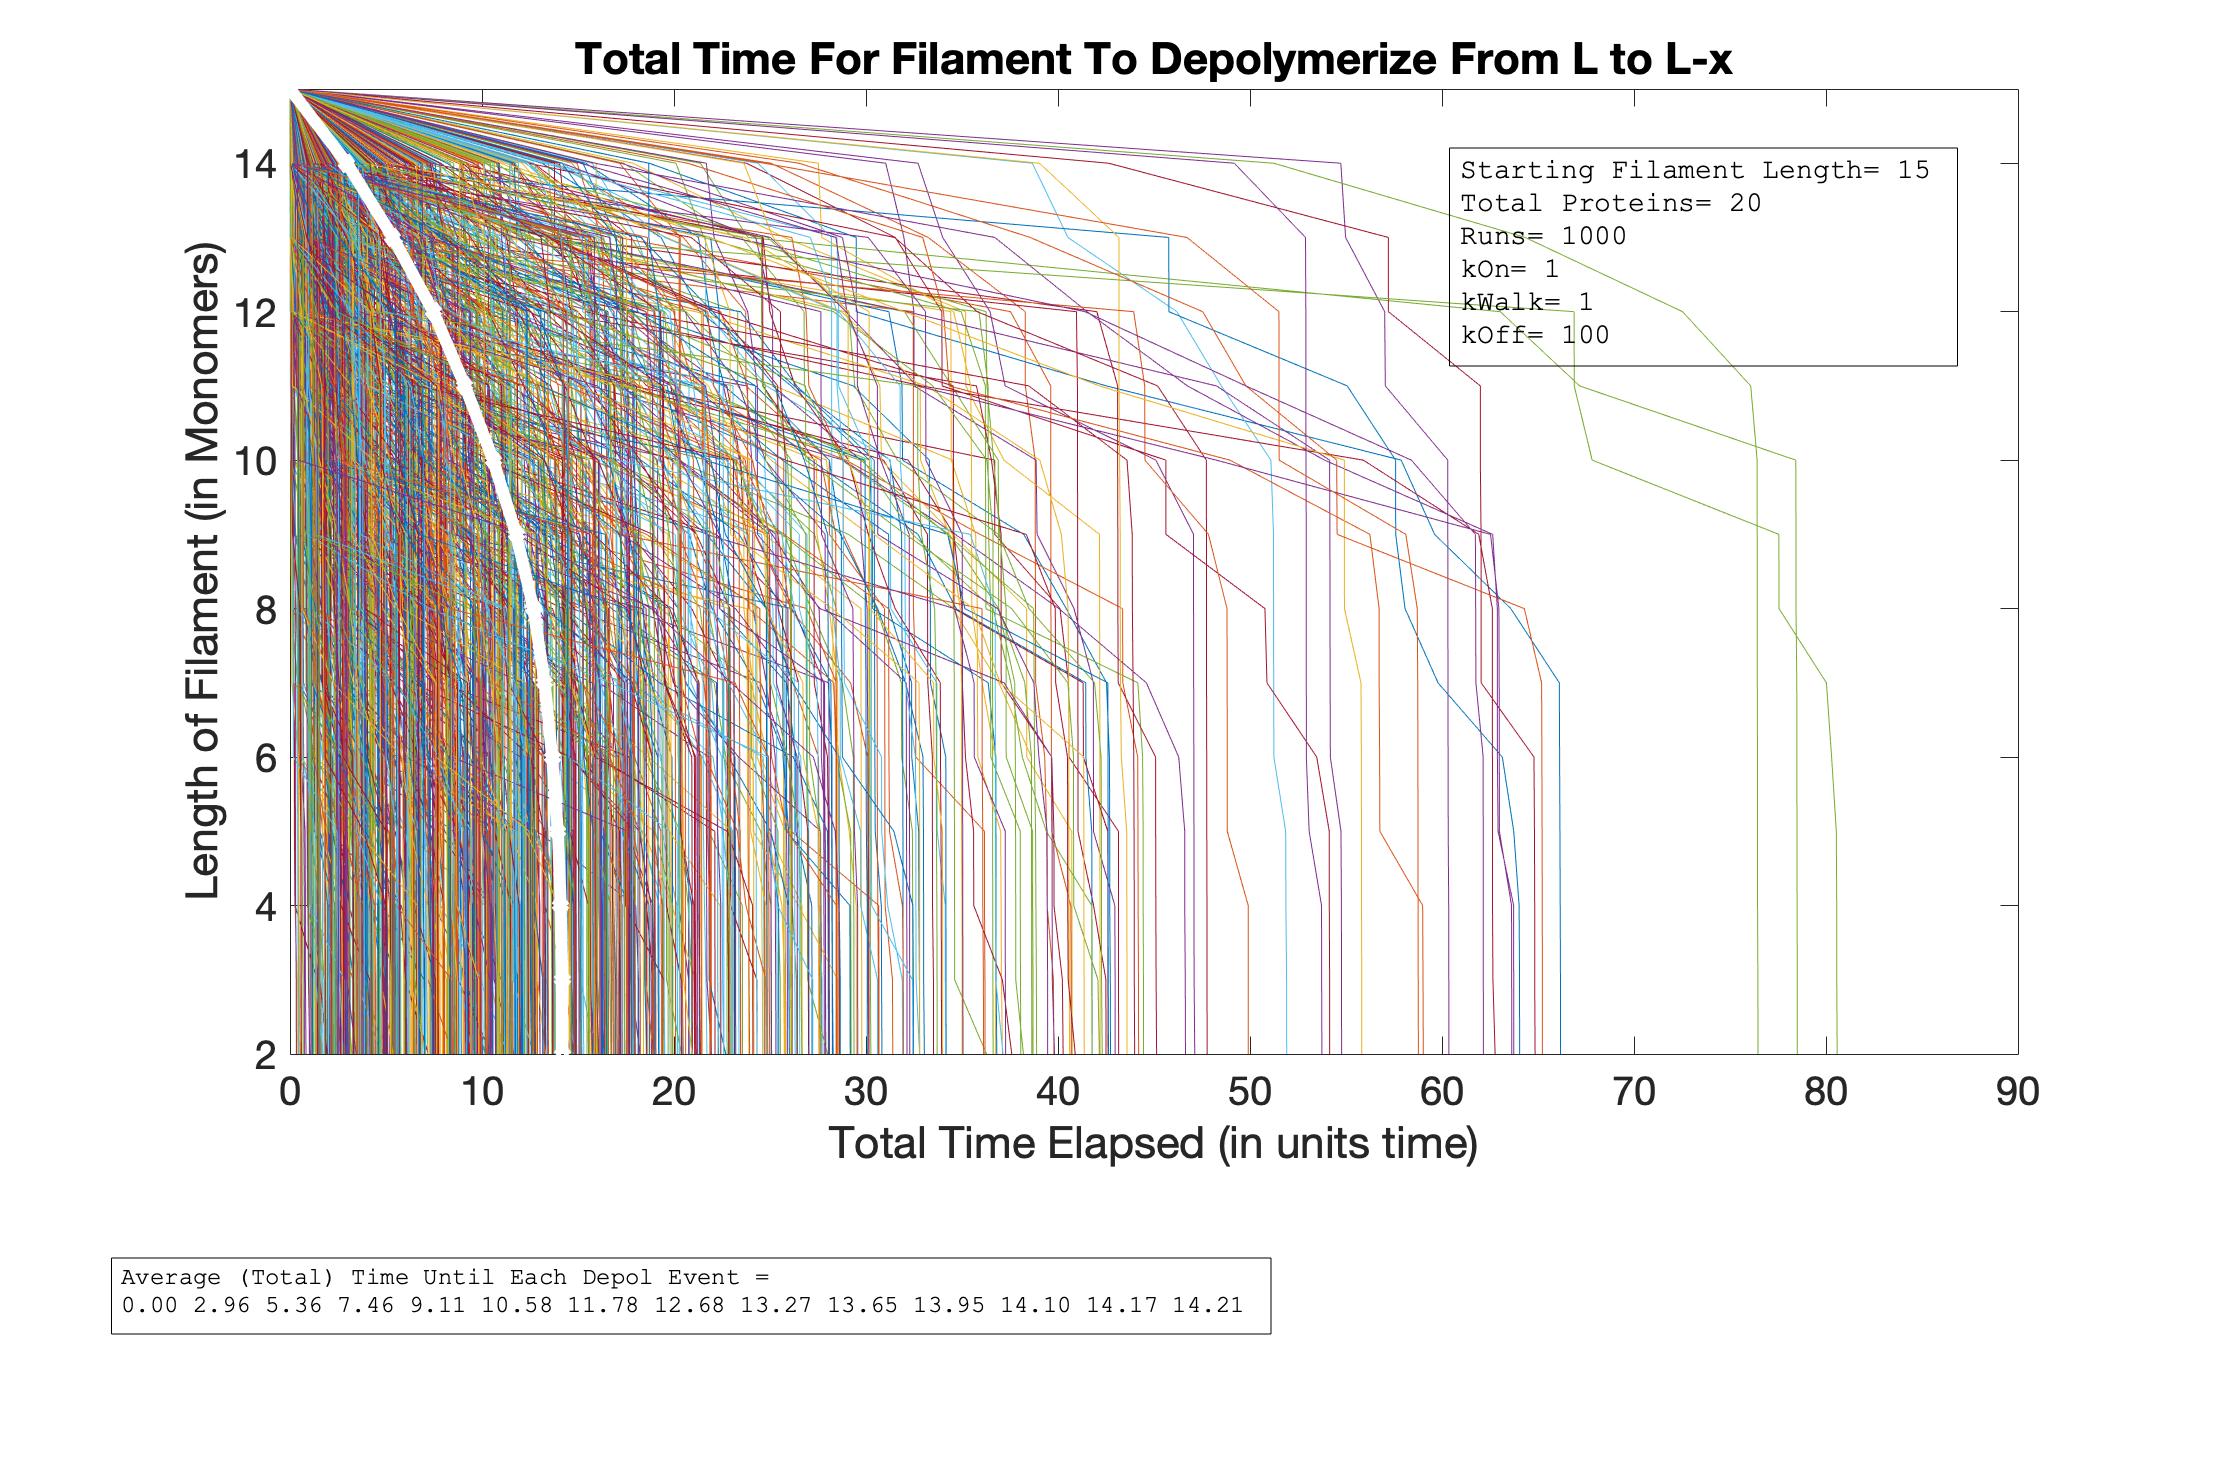 Total Time For Filament To Depolymerize From L to L-x
Length of Filament (in Monomers)
14
12
10
8
6
4
2
Starting Filament Length= 15
Total Proteins= 20
Runs= 1000
kOn= 1
kWalk= 1
kOff= 100
0 10 20 30 40 50 60 70 80 90
Total Time Elapsed (in units time)
Average (Total) Time Until Each Depol Event =
0.00 2.96 5.36 7.46 9.11 10.58 11.78 12.68 13.27 13.65 13.95 14.10 14.17 14.21